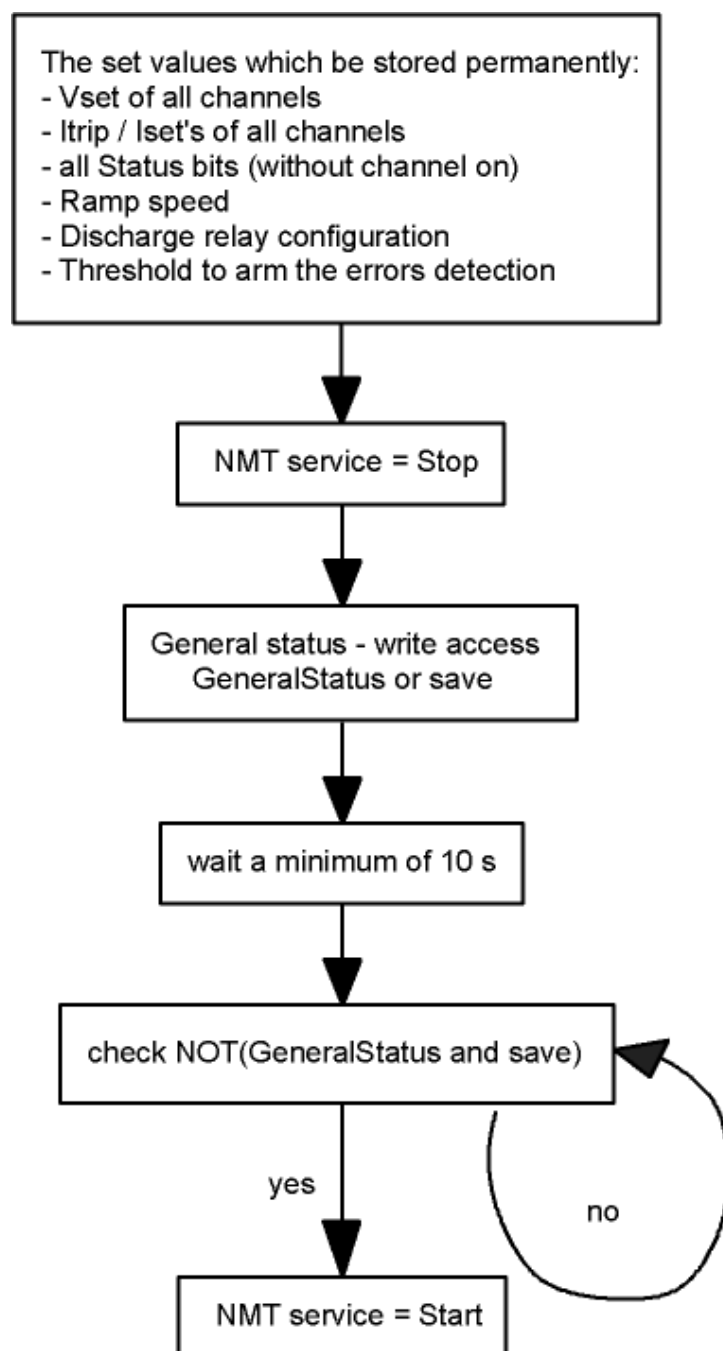 The set values which be stored permanently:
- Vset of all channels
- Itrip / Iset's of all channels
- all Status bits (without channel on)
- Ramp speed
- Discharge relay configuration
- Threshold to arm the errors detection
NMT service = Stop
General status - write access
GeneralStatus or save
wait a minimum of 10 s
check NOT(GeneralStatus and save)
yes
no
NMT service = Start